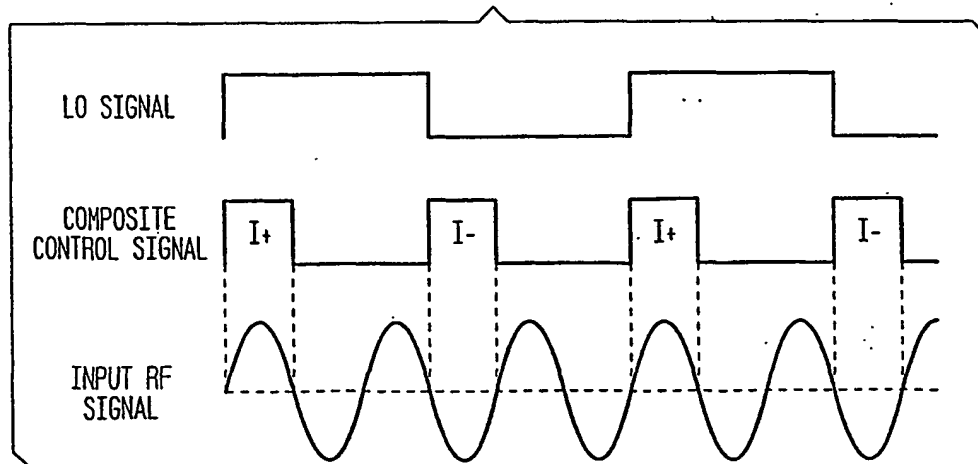 LO SIGNAL
COMPOSITE
CONTROL SIGNAL
I+
I-
I+
I-
INPUT RF
SIGNAL